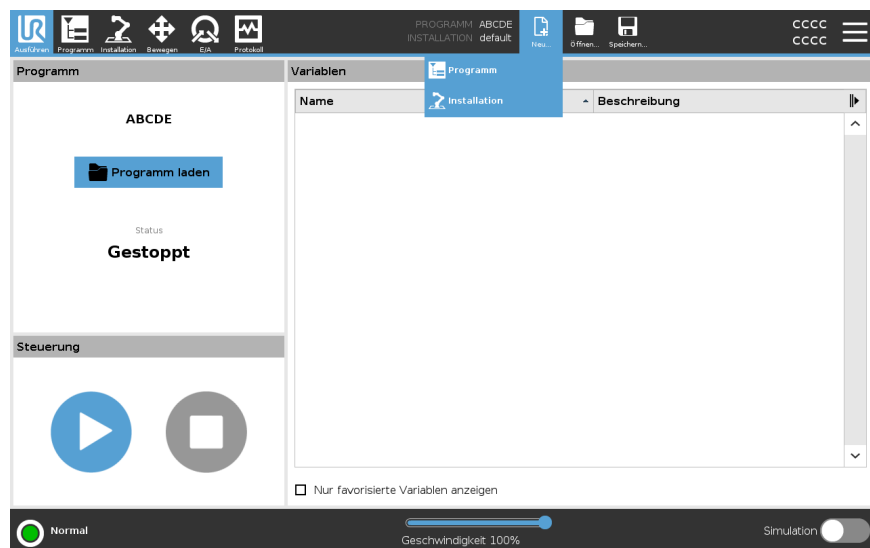 UR
Ausführen
Programm
Installation
Bewegen
E/A
Protokoll
PROGRAMM ABCDE
INSTALLATION default
Neu...
Öffnen...
Speichern...
CCCC
CCCC
Programm
Installation
Programm
ABCDE
Programm laden
Status
Gestoppt
Steuerung
Variablen
Name
Beschreibung
Nur favorisierte Variablen anzeigen
Normal
Geschwindigkeit 100%
Simulation